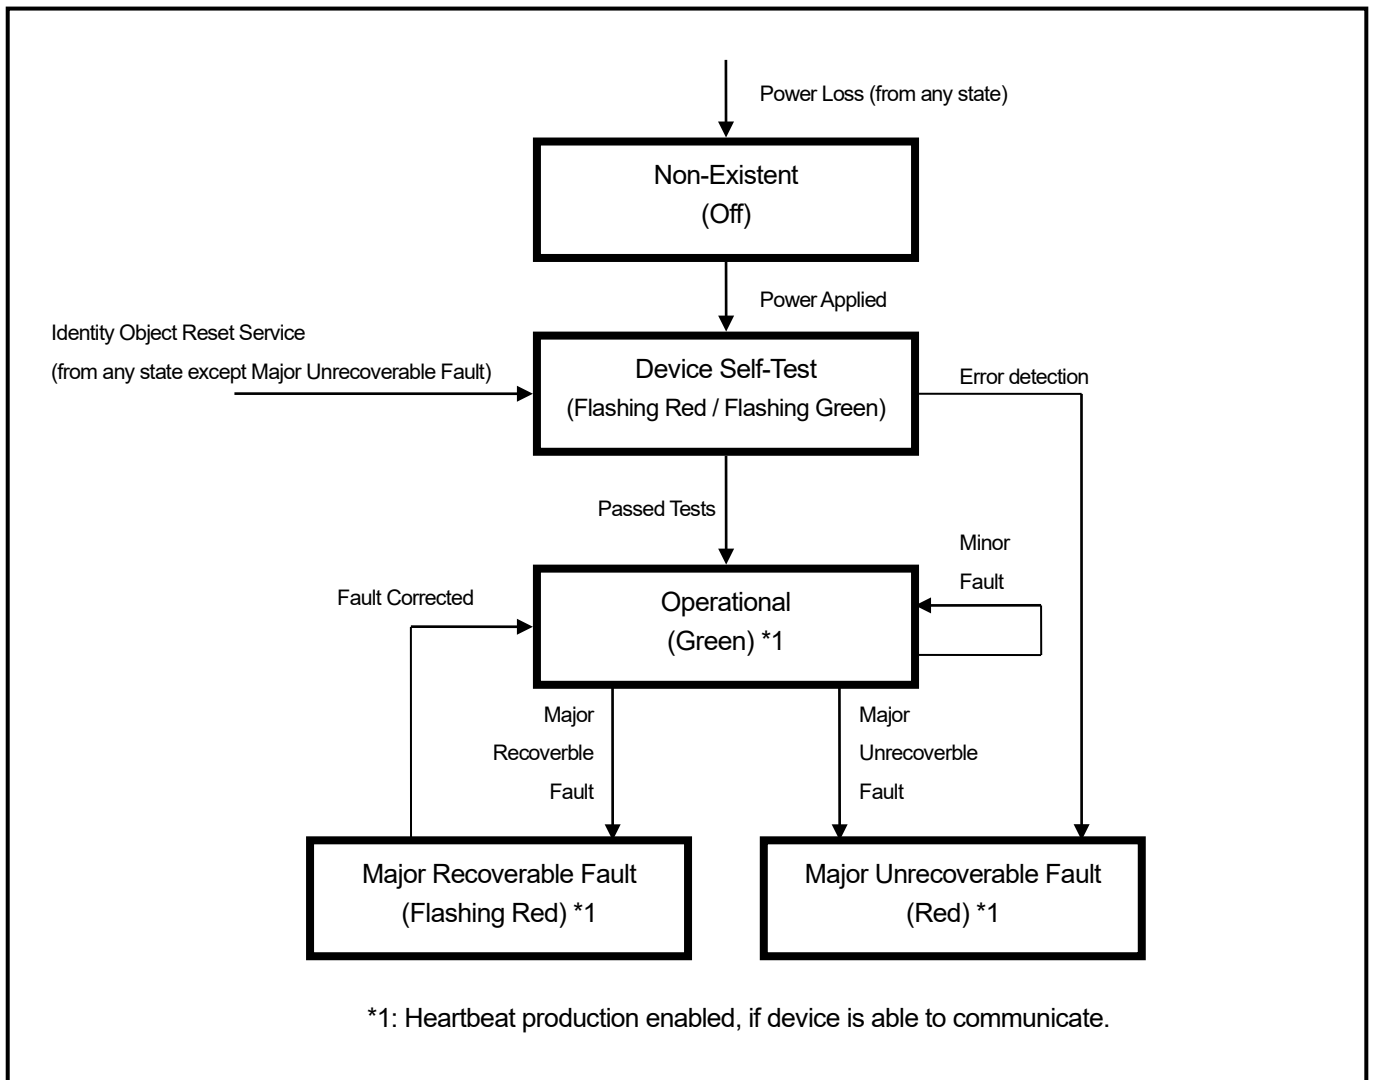 Power Loss (from any state)
Non-Existent
(Off)
Power Applied
Identity Object Reset Service
(from any state except Major Unrecoverable Fault)
Device Self-Test
(Flashing Red / Flashing Green)
Error detection
Passed Tests
Minor
Fault
Fault Corrected
Operational
(Green) *1
Major
Recoverble
Fault
Major
Unrecoverble
Fault
Major Recoverable Fault
(Flashing Red) *1
Major Unrecoverable Fault
(Red) *1
*1: Heartbeat production enabled, if device is able to communicate.